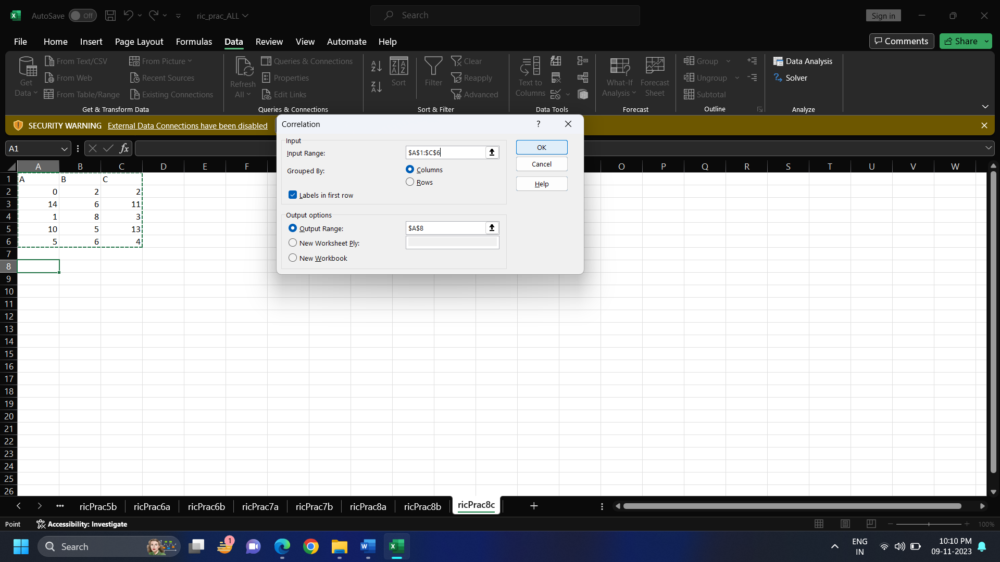 AutoSave Off ric_prac_ALL Search Sign in
File Home Insert Page Layout Formulas Data Review View Automate Help Comments Share
Get Data From Text/CSV From Web From Table/Range From Picture Recent Sources Existing Connections
Get & Transform Data
Refresh All Queries & Connections Properties Edit Links
Queries & Connections
Sort Filter Clear Reapply Advanced
Sort & Filter
Text to Columns
Data Tools
What-If Analysis Forecast Sheet
Forecast
Group Ungroup Subtotal
Outline
Data Analysis Solver
Analyze
SECURITY WARNING External Data Connections have been disabled
A1 fx
Correlation ?
Input
Input Range: $A$1:$C$6
Grouped By: Columns
Rows
Labels in first row
Output options
Output Range: $A$8
New Worksheet Ply:
New Workbook
OK
Cancel
Help
A B C D E F O P Q R S T U V W
1 A B C
2 0 2 2
3 14 6 11
4 1 8 3
5 10 5 13
6 5 6 4
7
8
9
10
11
12
13
14
15
16
17
18
19
20
21
22
23
24
25
26
ricPrac5b ricPrac6a ricPrac6b ricPrac7a ricPrac7b ricPrac8a ricPrac8b ricPrac8c
Point Accessibility: Investigate 100%
Search 1 ENG IN 10:10 PM 09-11-2023